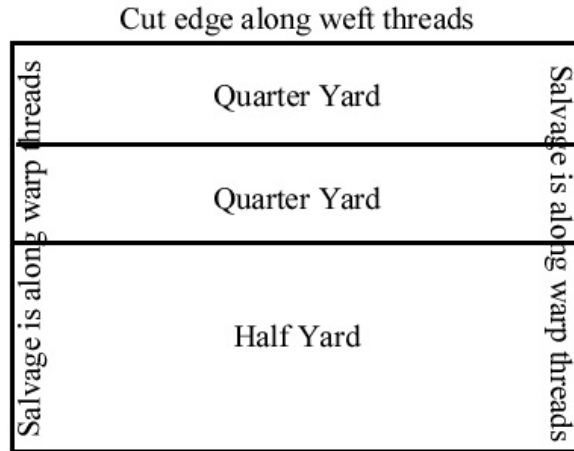 Cut edge along weft threads
Salvage is along warp threads
Quarter Yard
Quarter Yard
Half Yard
Salvage is along warp threads